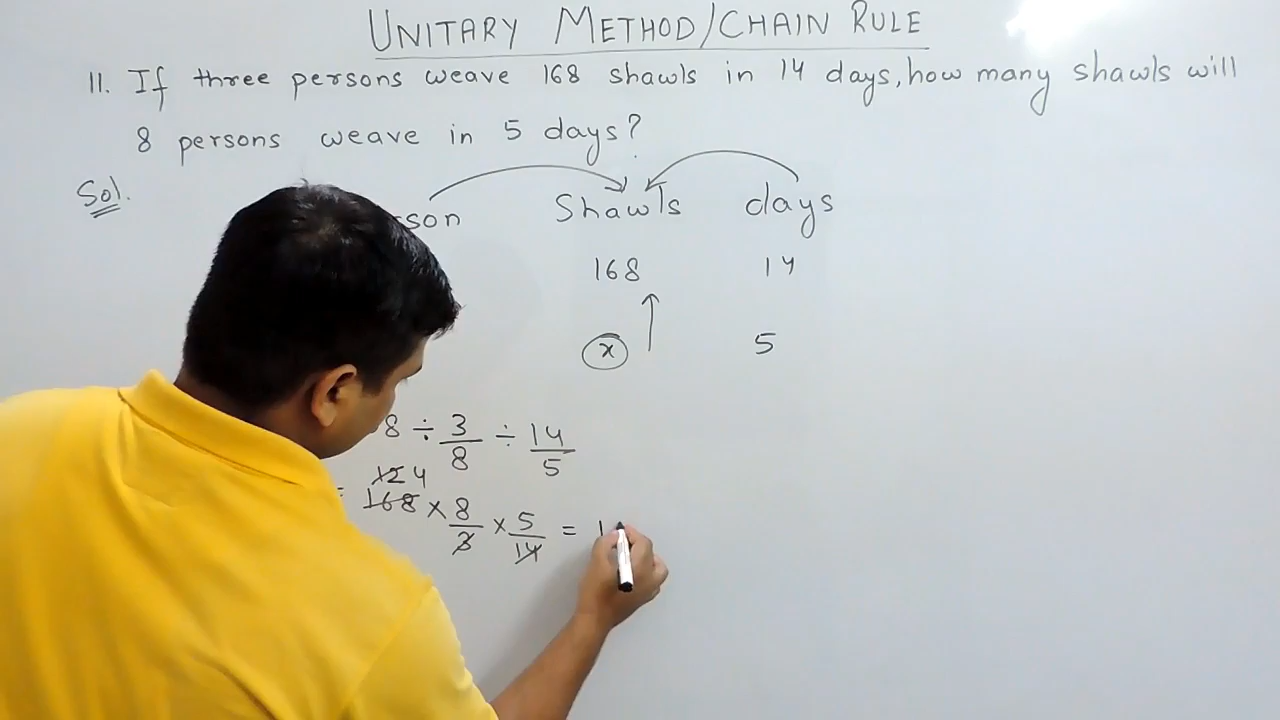 UNITARY METHOD/CHAIN RULE
11. If three persons weave 168 shawls in 14 days, how many shawls will
8 persons weave in 5 days?
Sol.
son Shawls days
168 14
x 5
8 ÷ 3/8 ÷ 14/5
12 4
= 168 × 8/3 × 5/14 = 1